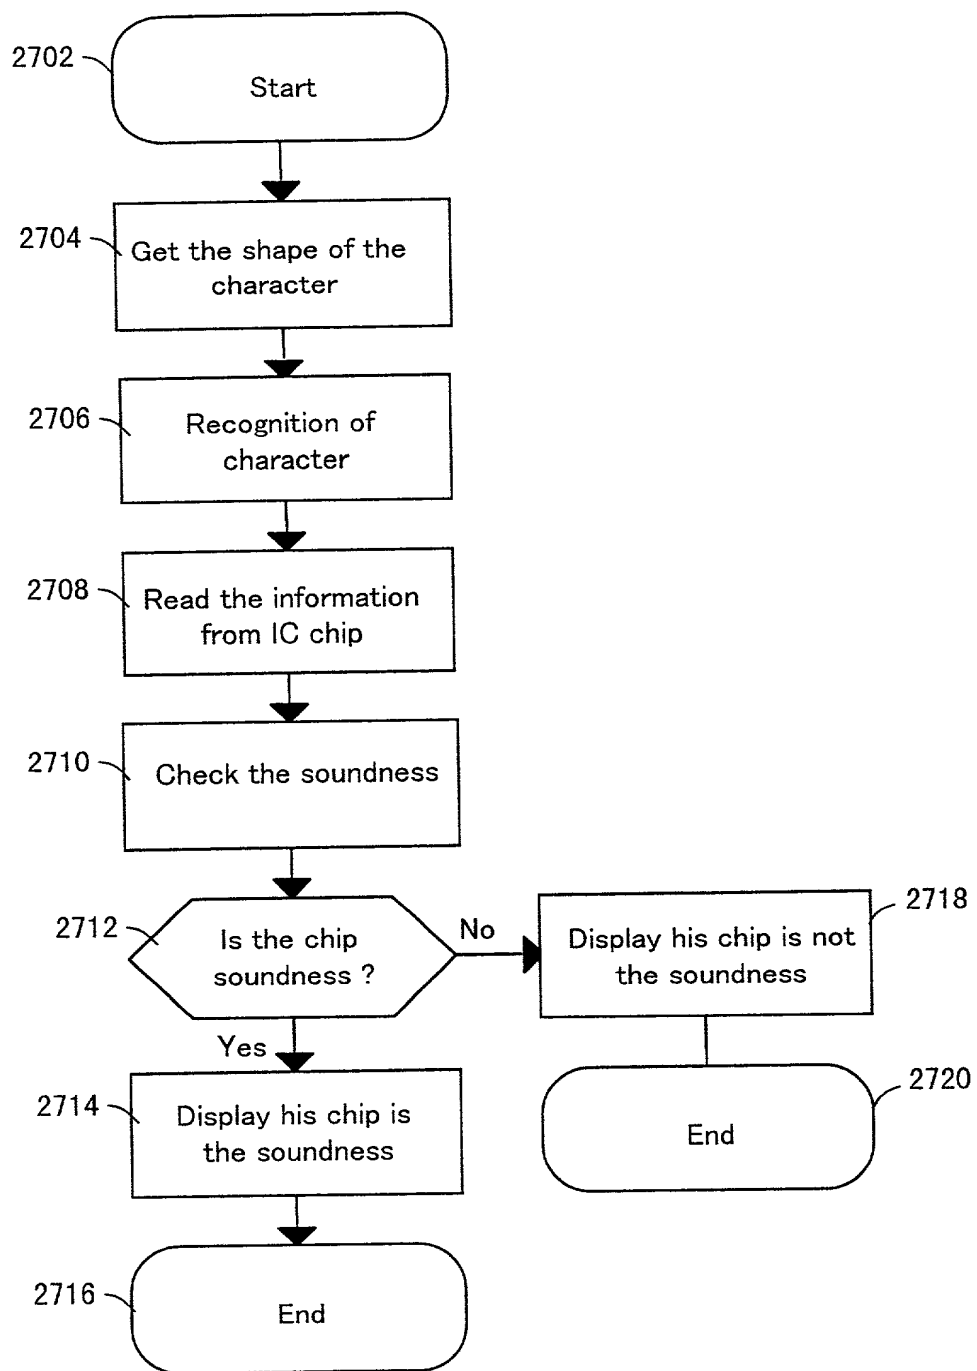 2702
Start
2704
Get the shape of the
character
2706
Recognition of
character
2708
Read the information
from IC chip
2710
Check the soundness
2712
Is the chip
soundness ?
No
2718
Display his chip is not
the soundness
Yes
2714
Display his chip is
the soundness
2720
End
2716
End